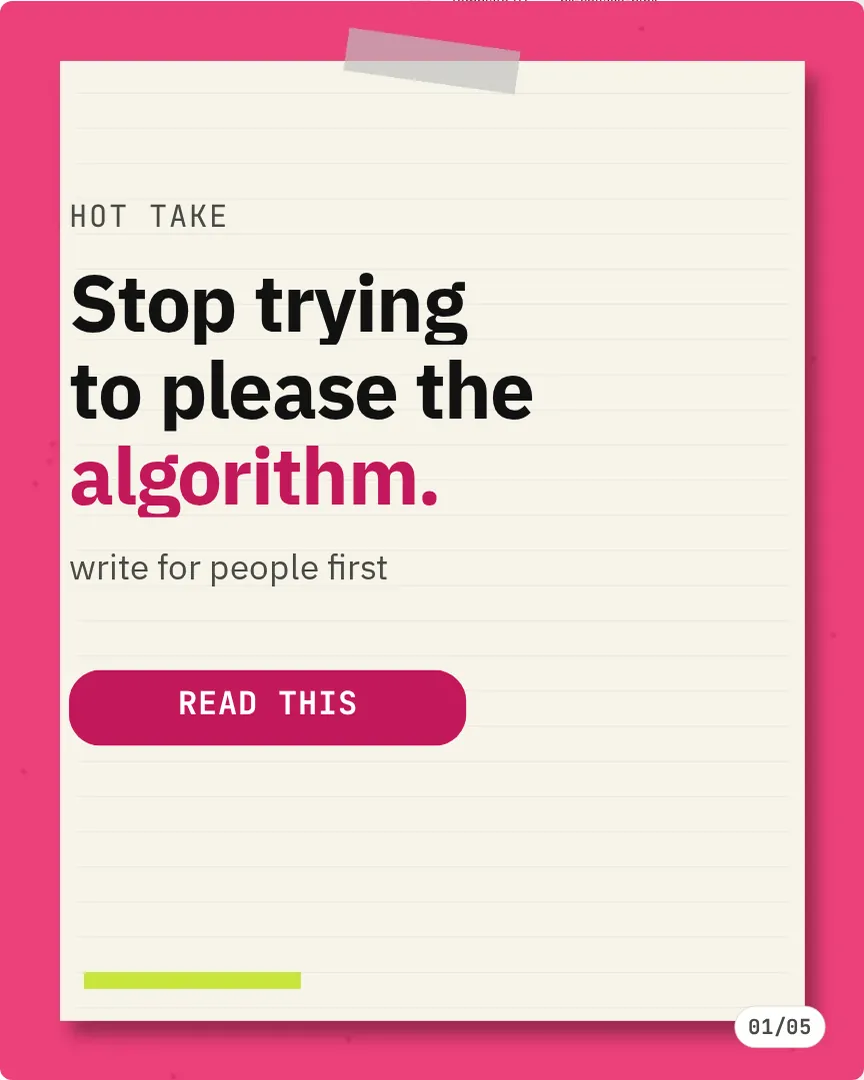 HOT TAKE
Stop trying
to please the
algorithm.
write for people first
READ THIS
01/05